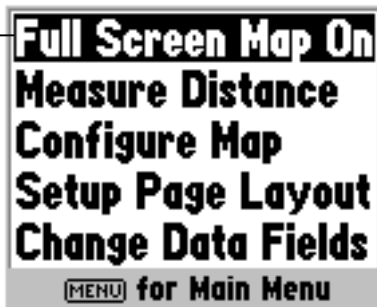 Full Screen Map On
Measure Distance
Configure Map
Setup Page Layout
Change Data Fields
MENU for Main Menu